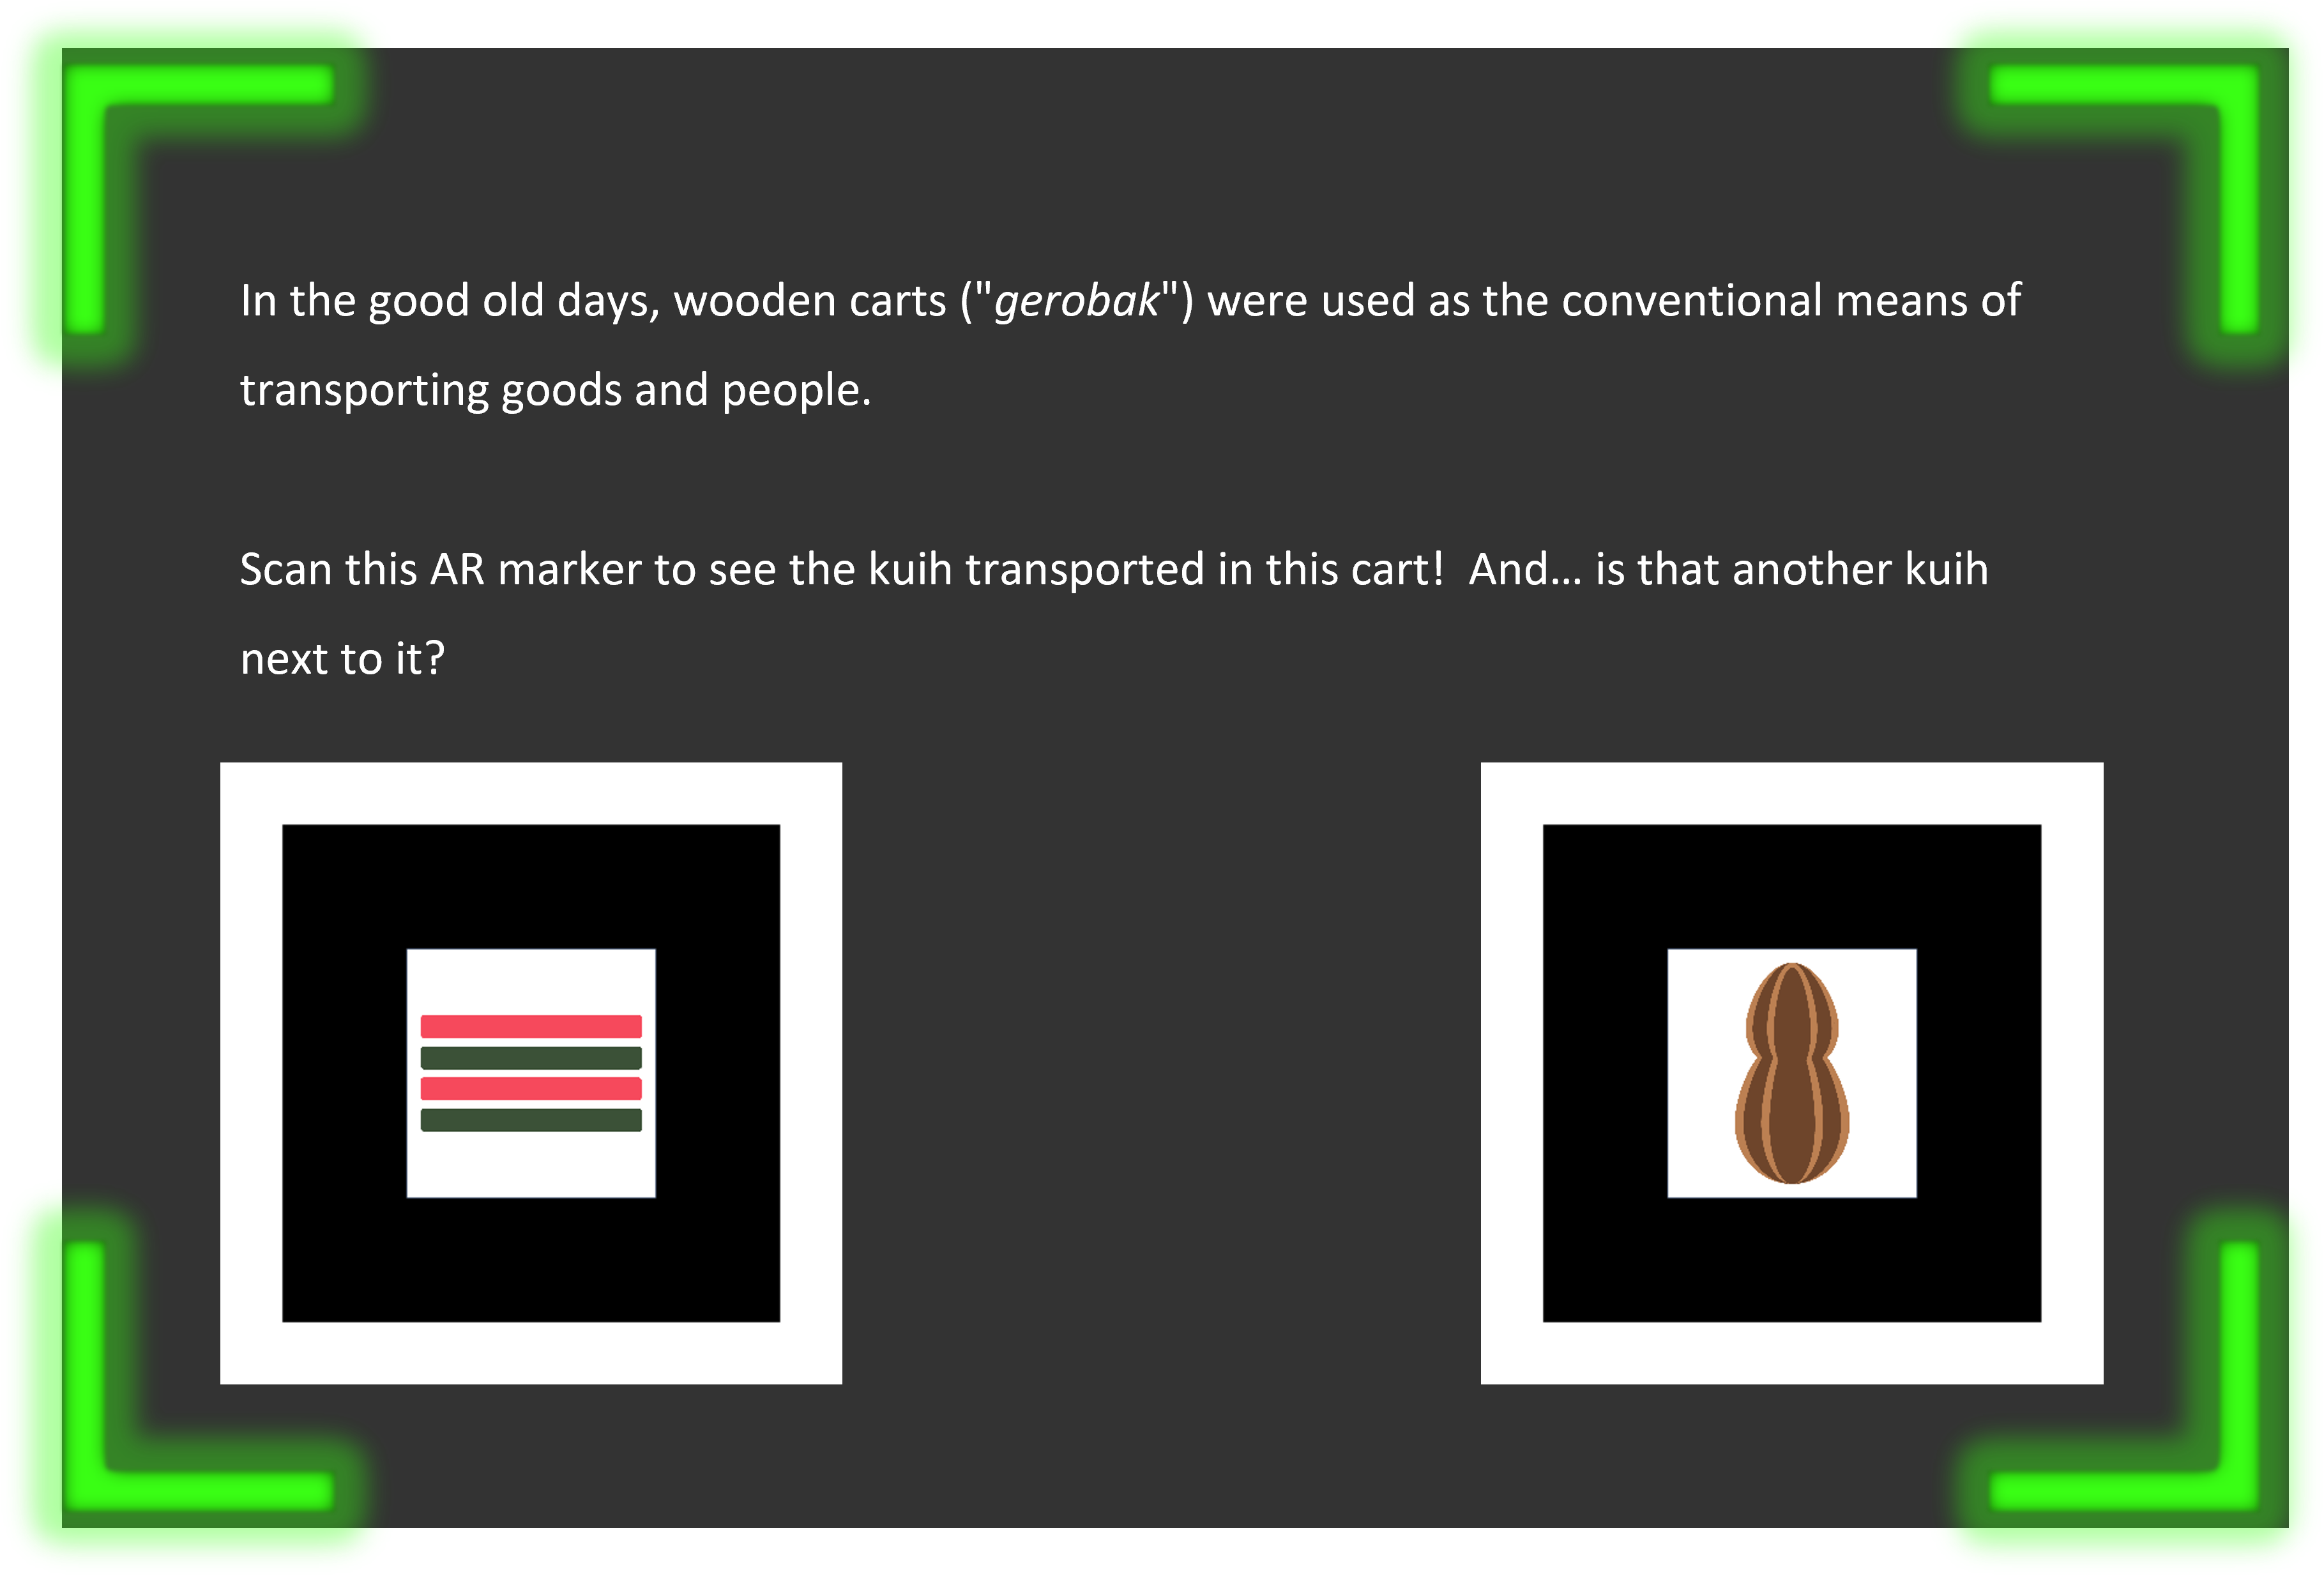 In the good old days, wooden carts ("gerobak") were used as the conventional means of
transporting goods and people.
Scan this AR marker to see the kuih transported in this cart!  And... is that another kuih
next to it?